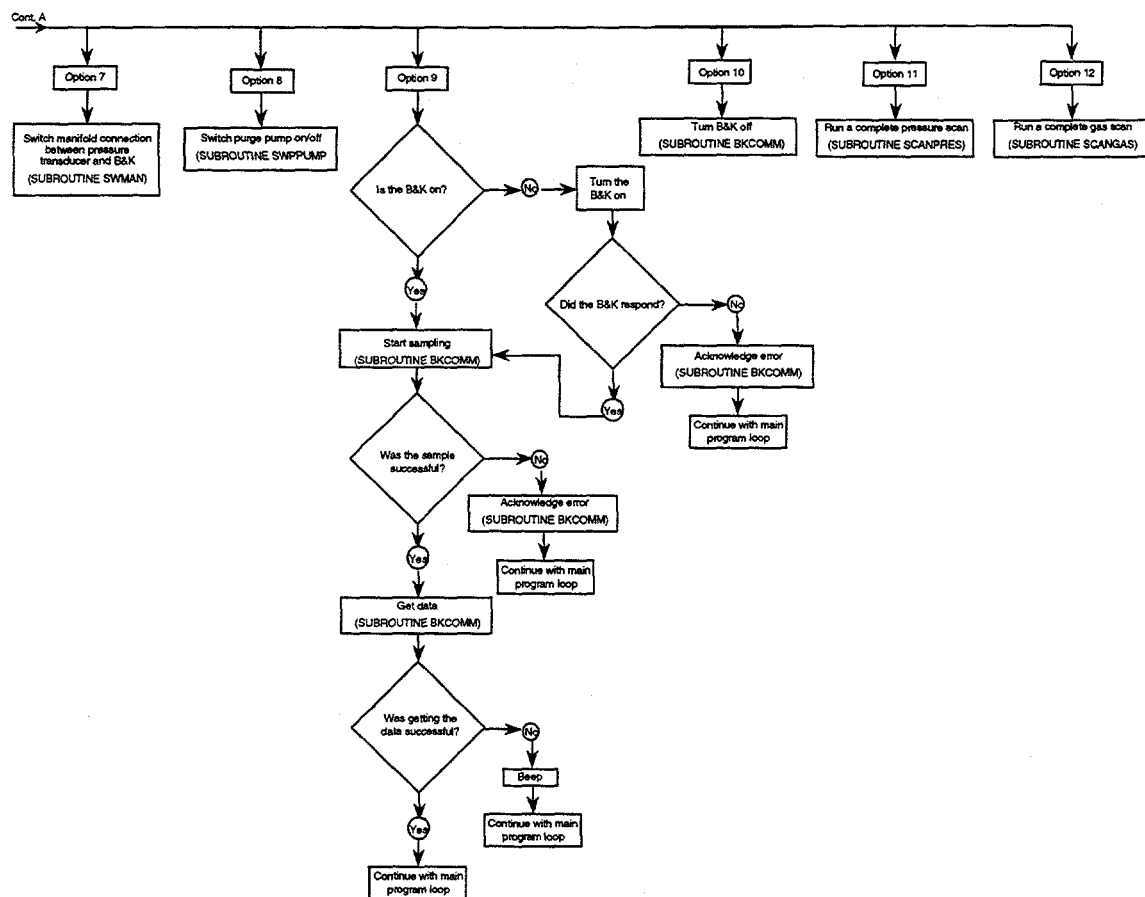 Cont. A
Option 7
Option 8
Option 9
Option 10
Option 11
Option 12
Switch manifold connection
between pressure
transducer and B&K
(SUBROUTINE SWMAN)
Switch purge pump on/off
(SUBROUTINE SWPPUMP)
Turn B&K off
(SUBROUTINE BKCOMM)
Run a complete pressure scan
(SUBROUTINE SCANPRES)
Run a complete gas scan
(SUBROUTINE SCANGAS)
Is the B&K on?
No
Turn the
B&K on
Yes
Did the B&K respond?
No
Start sampling
(SUBROUTINE BKCOMM)
Acknowledge error
(SUBROUTINE BKCOMM)
Yes
Continue with main
program loop
Was the sample
successful?
No
Acknowledge error
(SUBROUTINE BKCOMM)
Yes
Continue with main
program loop
Get data
(SUBROUTINE BKCOMM)
Was getting the
data successful?
No
Beep
Yes
Continue with main
program loop
Continue with main
program loop